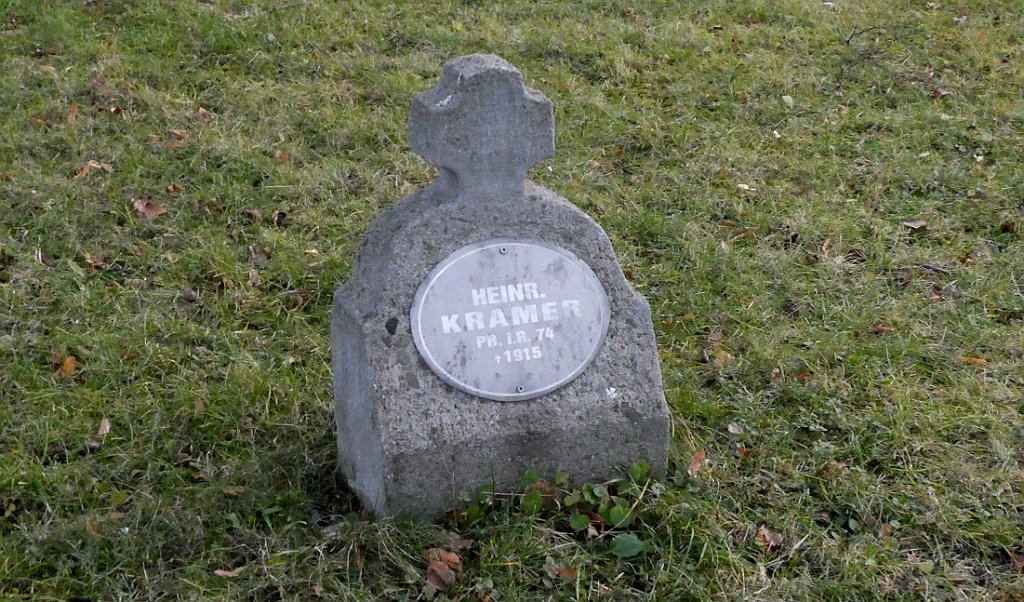 HEINR.
KRAMER
PR. I.R. 74
†1915